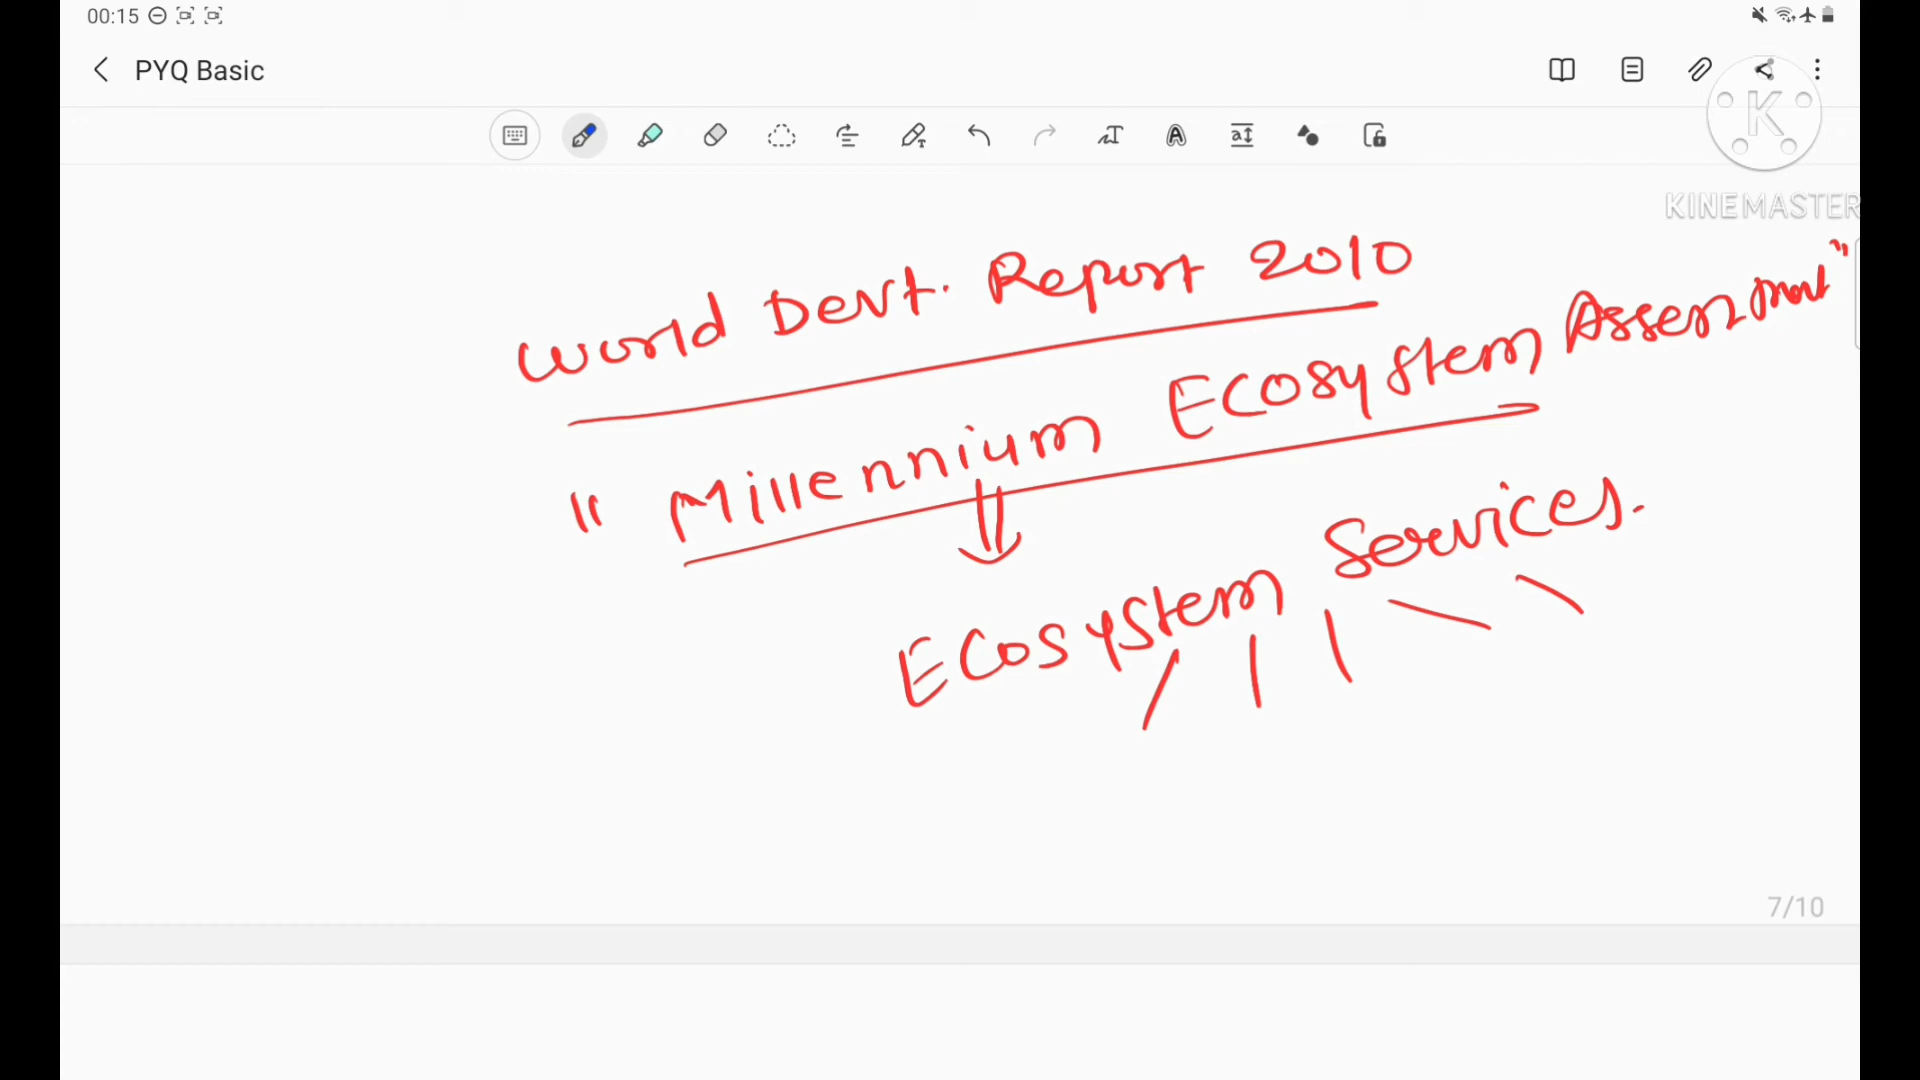 00:15
PYQ Basic
K
KINEMASTER
World Devt. Report 2010
" Millennium Ecosystem Assessment"
Ecosystem Services.
7/10